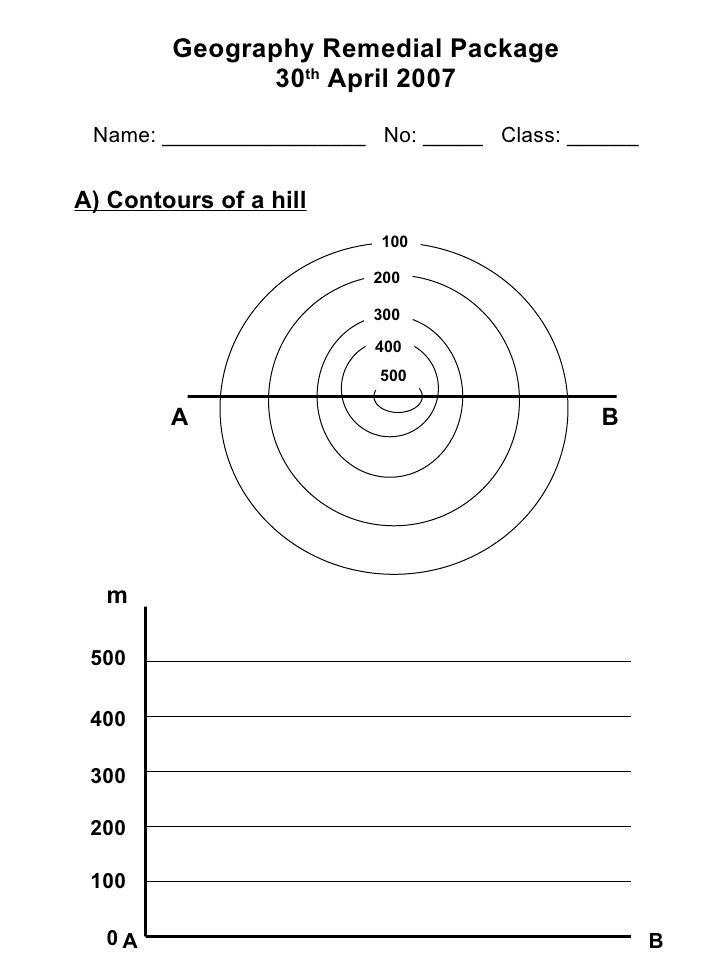 Geography Remedial Package
30th April 2007
Name: _________________ No: _____ Class: ______
A) Contours of a hill
100
200
300
400
500
A B
m
500
400
300
200
100
0 A B